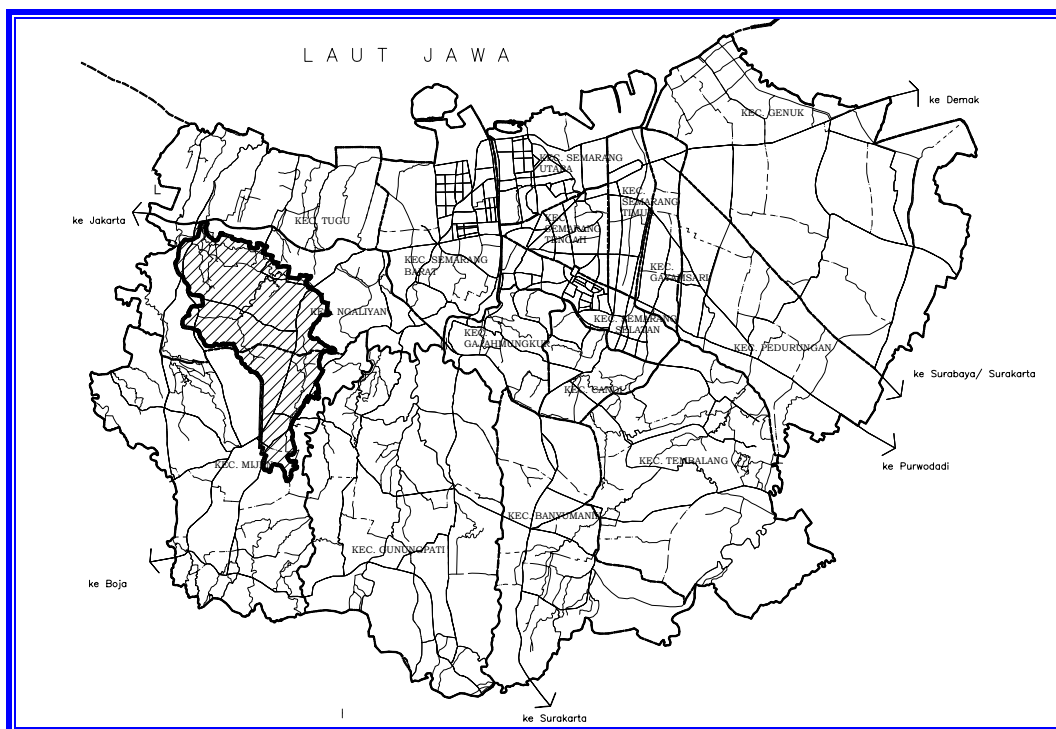 LAUT JAWA
ke Demak
KEC. GENUK
KEC. SEMARANG
UTARA
KEC.
SEMARANG
TIMUR
ke Jakarta
KEC. TUGU
KEC.
SEMARANG
TENGAH
KEC. SEMARANG
BARAT
KEC.
GAYAMSARI
KEC. NGALIYAN
KEC. SEMARANG
SELATAN
KEC.
GAJAHMUNGKUR
KEC. PEDURUNGAN
ke Surabaya/ Surakarta
KEC. CANDI
KEC. MIJEN
KEC. TEMBALANG
ke Purwodadi
KEC. BANYUMANIK
KEC. GUNUNGPATI
ke Boja
ke Surakarta